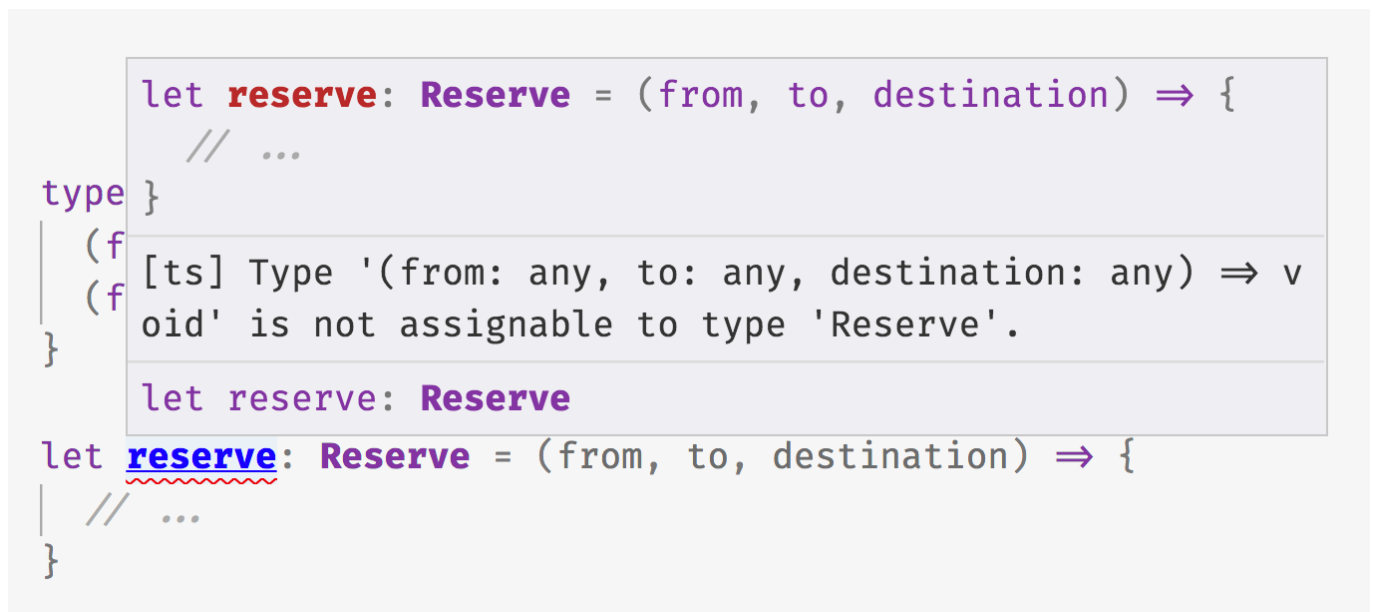 let reserve: Reserve = (from, to, destination) => {
// ...
}
type
(f
(f
}
[ts] Type '(from: any, to: any, destination: any) => v
oid' is not assignable to type 'Reserve'.
let reserve: Reserve
let reserve: Reserve = (from, to, destination) => {
// ...
}